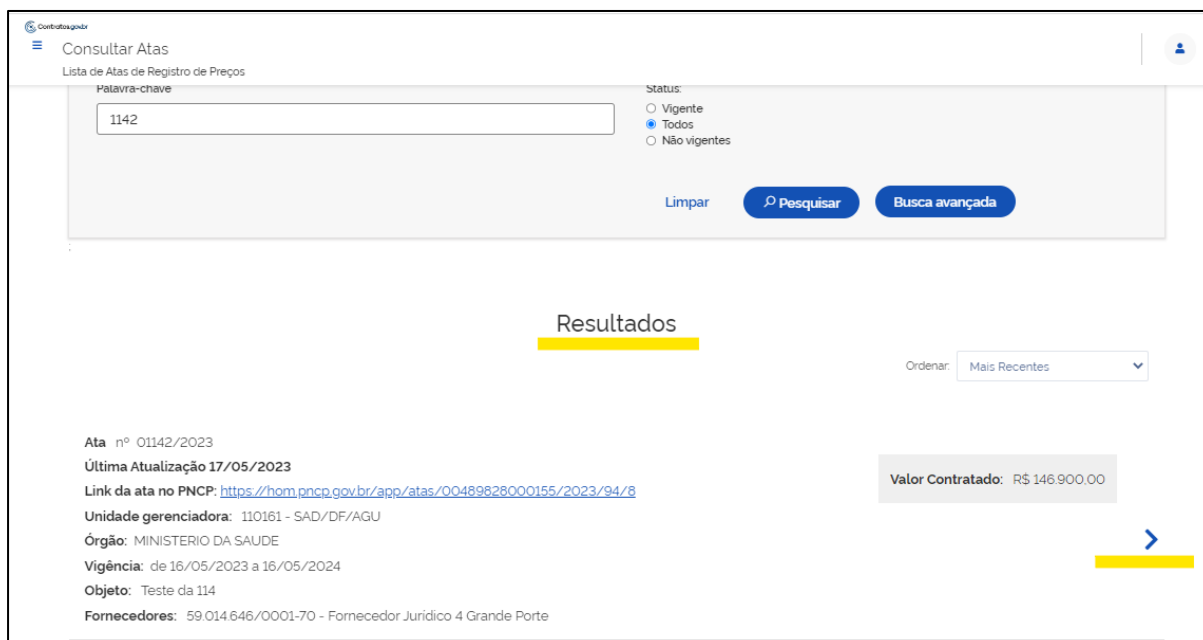 Contratos.gov.br
Consultar Atas
Lista de Atas de Registro de Preços
Palavra-chave
Status:
1142
Vigente
Todos
Não vigentes
Limpar
Pesquisar
Busca avançada
Resultados
Ordenar: Mais Recentes
Ata nº 01142/2023
Última Atualização 17/05/2023
Link da ata no PNCP: https://hom.pncp.gov.br/app/atas/00489828000155/2023/94/8
Valor Contratado: R$ 146.900,00
Unidade gerenciadora: 110161 - SAD/DF/AGU
Órgão: MINISTERIO DA SAUDE
Vigência: de 16/05/2023 a 16/05/2024
Objeto: Teste da 114
Fornecedores: 59.014.646/0001-70 - Fornecedor Jurídico 4 Grande Porte